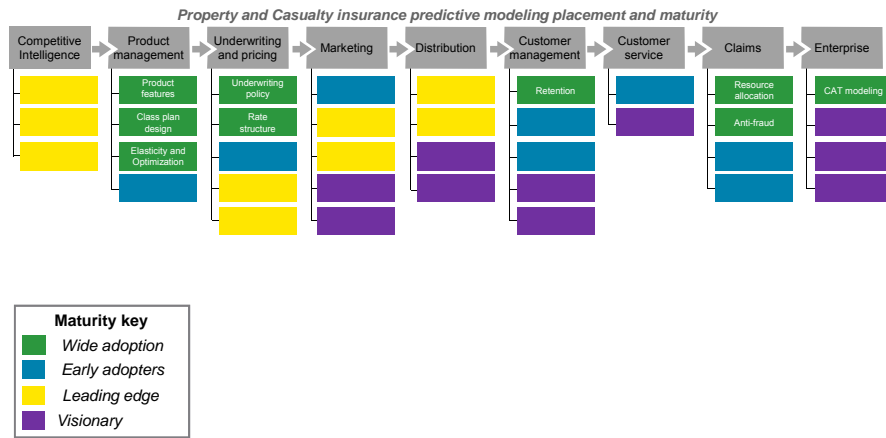 Property and Casualty insurance predictive modeling placement and maturity
Competitive
Intelligence
Product
management
Underwriting
and pricing
Marketing
Distribution
Customer
management
Customer
service
Claims
Enterprise
Product
features
Underwriting
policy
Retention
Resource
allocation
CAT modeling
Class plan
design
Rate
structure
Anti-fraud
Elasticity and
Optimization
Maturity key
Wide adoption
Early adopters
Leading edge
Visionary